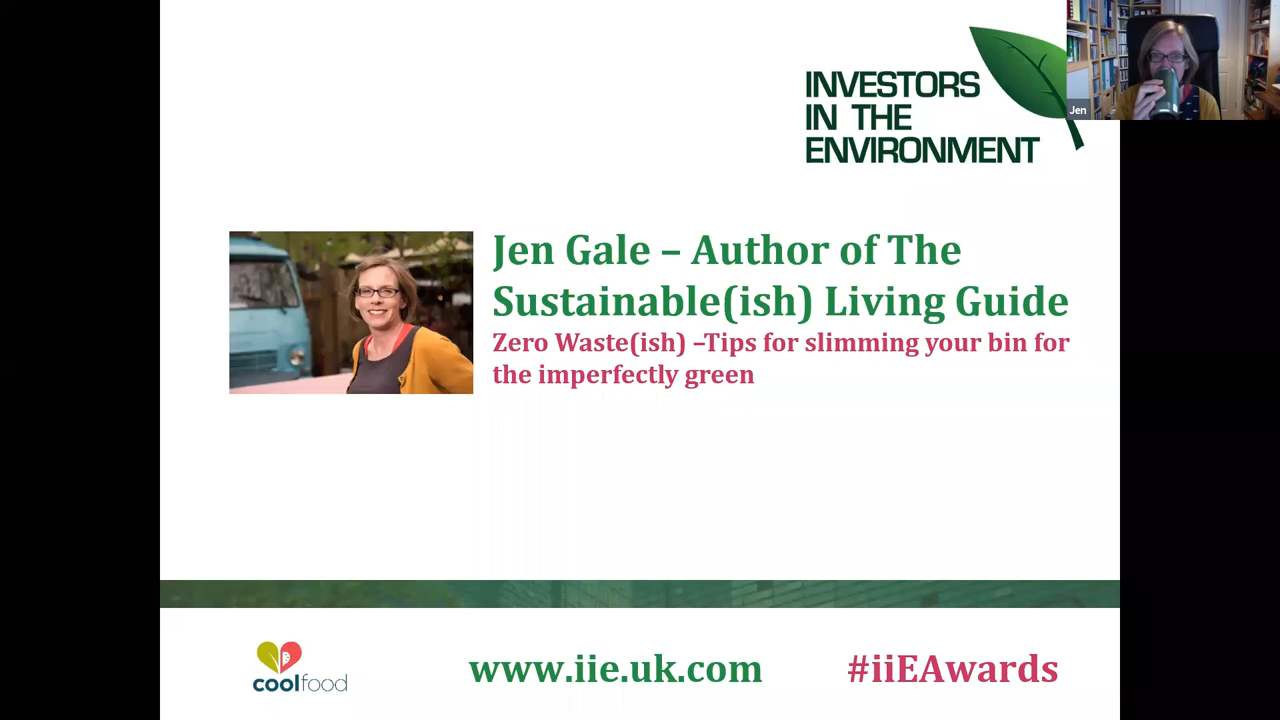 INVESTORS
IN THE
ENVIRONMENT
Jen
Jen Gale – Author of The
Sustainable(ish) Living Guide
Zero Waste(ish) –Tips for slimming your bin for
the imperfectly green
coolfood
www.iie.uk.com
#iiEAwards